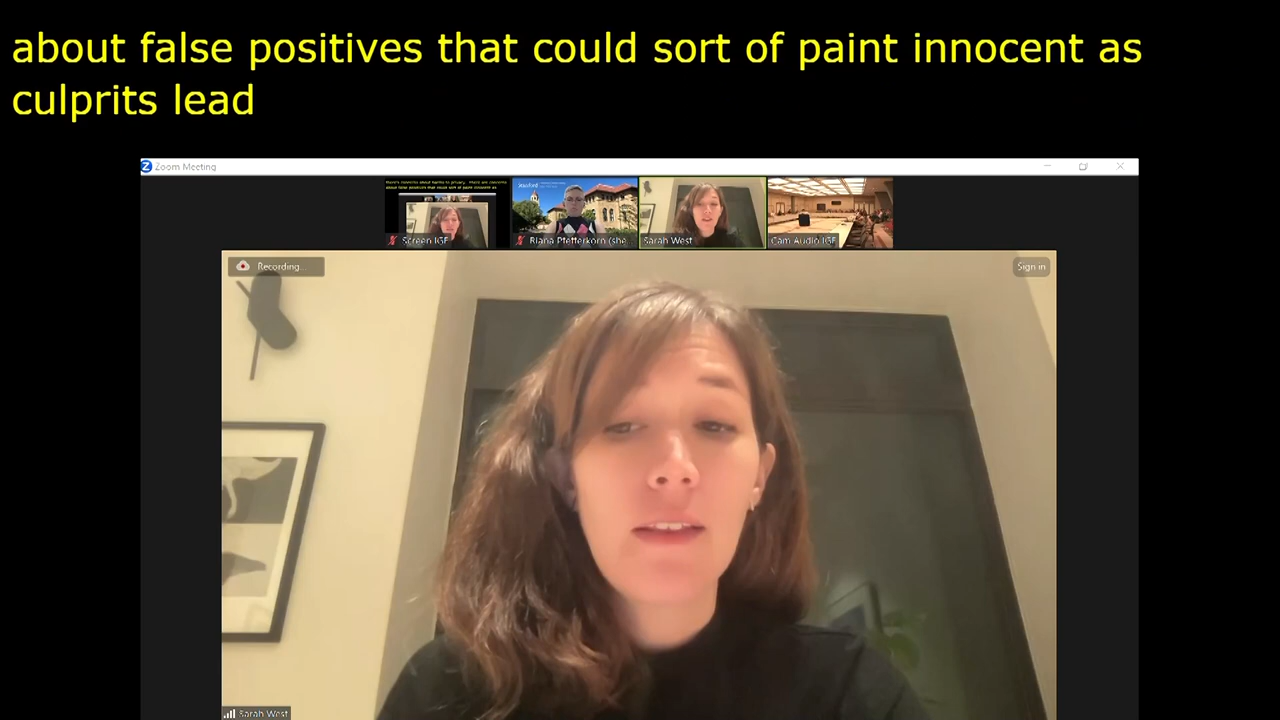 about false positives that could sort of paint innocent as
culprits lead
Zoom Meeting
Screen IGF
Riana Pfefferkorn (she
Sarah West
Cam Audio IGF
Recording...
Sign in
Sarah West